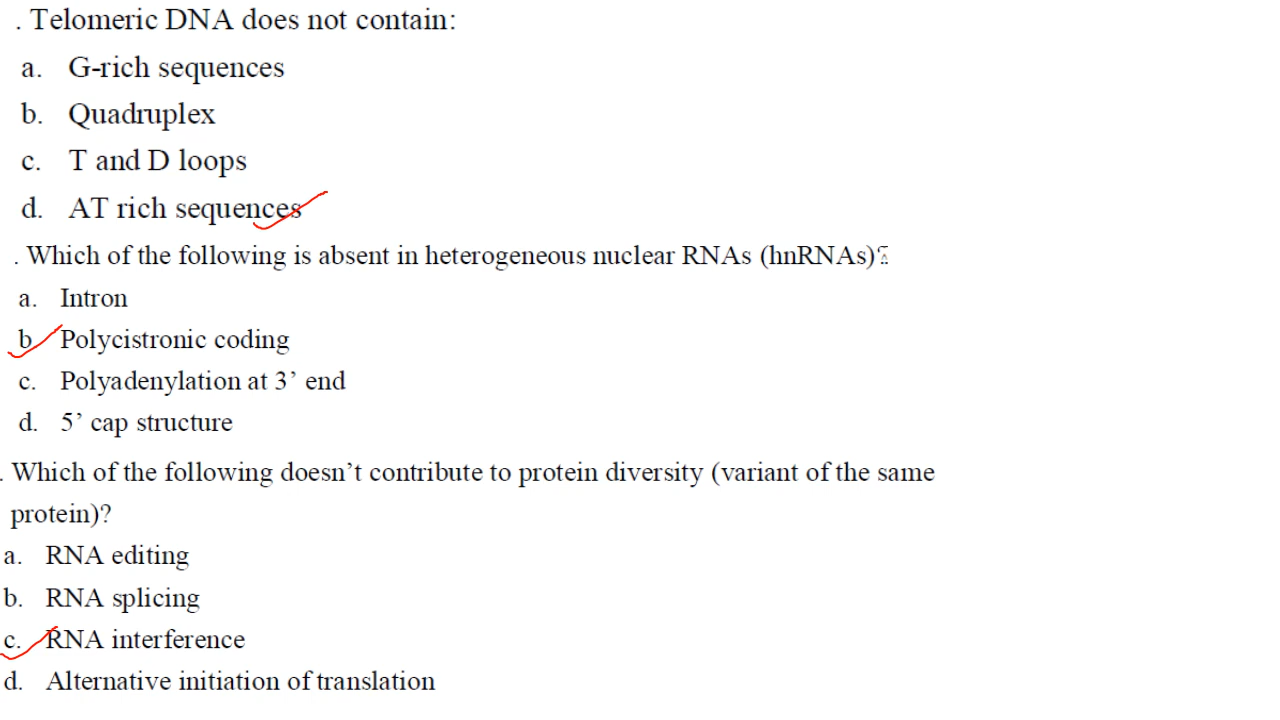 . Telomeric DNA does not contain:
a. G-rich sequences
b. Quadruplex
c. T and D loops
d. AT rich sequences
. Which of the following is absent in heterogeneous nuclear RNAs (hnRNAs)?
a. Intron
b Polycistronic coding
c. Polyadenylation at 3’ end
d. 5’ cap structure
. Which of the following doesn’t contribute to protein diversity (variant of the same
protein)?
a. RNA editing
b. RNA splicing
c. RNA interference
d. Alternative initiation of translation